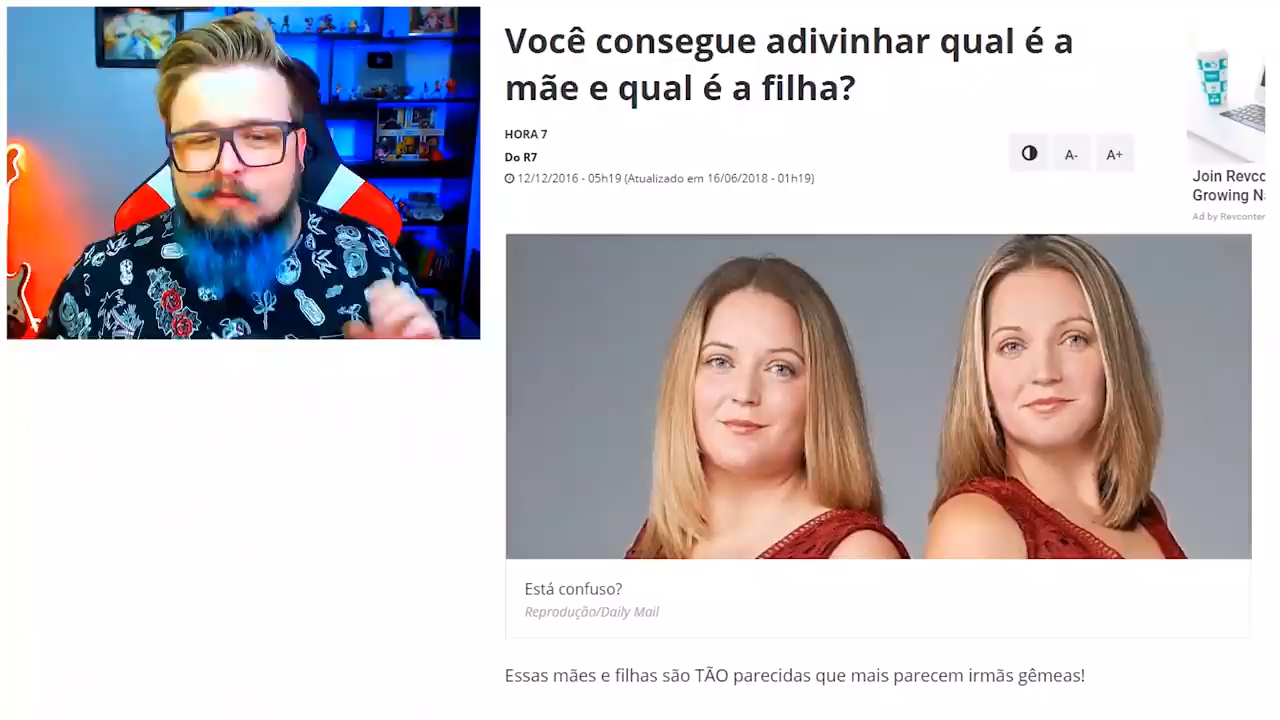 Você consegue adivinhar qual é a
mãe e qual é a filha?
HORA 7
Do R7
12/12/2016 - 05h19 (Atualizado em 16/06/2018 - 01h19)
A-
A+
Join Revco
Growing N
Ad by Revconter
Está confuso?
Reprodução/Daily Mail
Essas mães e filhas são TÃO parecidas que mais parecem irmãs gêmeas!